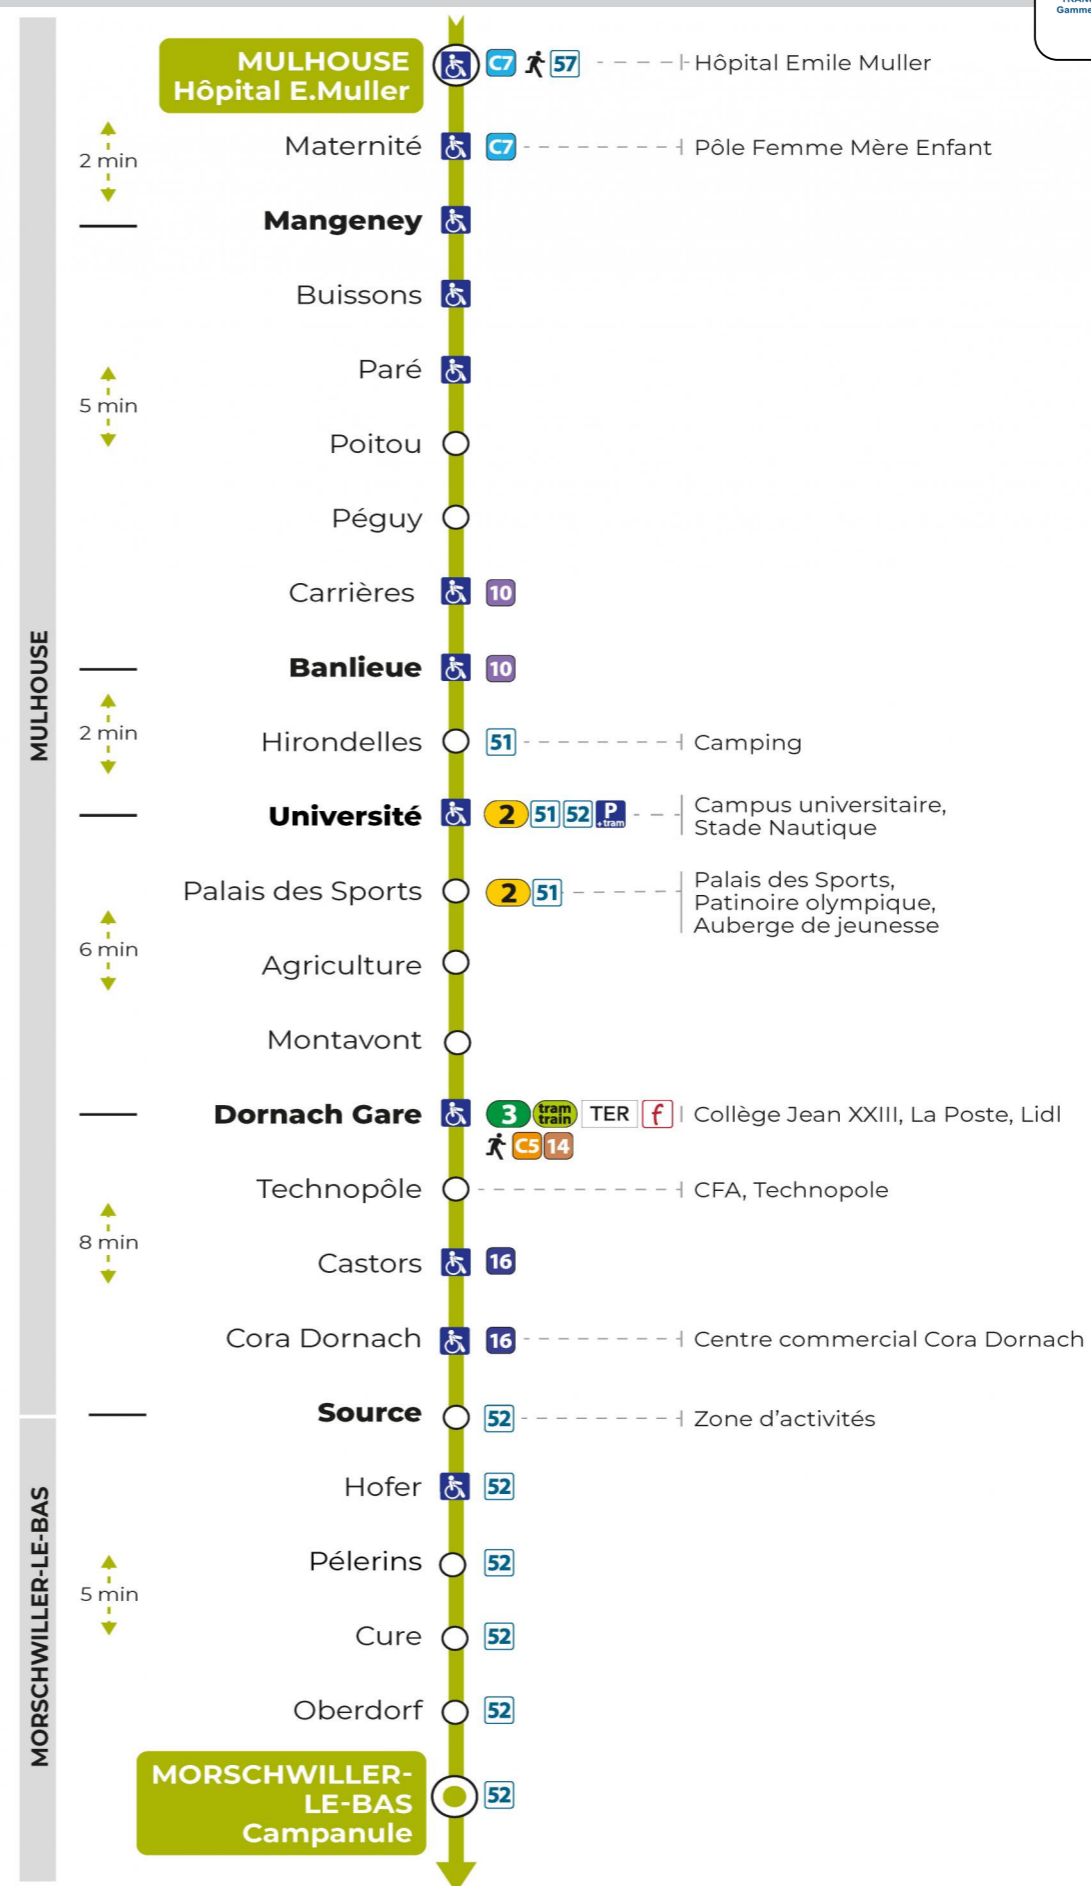 TRAN
Gamme
MULHOUSE
Hôpital E.Muller
C7 57
Hôpital Emile Muller
2 min
Maternité
C7
Pôle Femme Mère Enfant
Mangeney
Buissons
5 min
Paré
Poitou
Péguy
Carrières
10
MULHOUSE
Banlieue
10
2 min
Hirondelles
51
Camping
Université
2 51 52 P+tram
Campus universitaire,
Stade Nautique
Palais des Sports
2 51
Palais des Sports,
Patinoire olympique,
Auberge de jeunesse
6 min
Agriculture
Montavont
Dornach Gare
3 tram train TER f
C5 14
Collège Jean XXIII, La Poste, Lidl
Technopôle
CFA, Technopole
8 min
Castors
16
Cora Dornach
16
Centre commercial Cora Dornach
Source
52
Zone d’activités
MORSCHWILLER-LE-BAS
Hofer
52
Pélerins
52
5 min
Cure
52
Oberdorf
52
MORSCHWILLER-
LE-BAS
Campanule
52